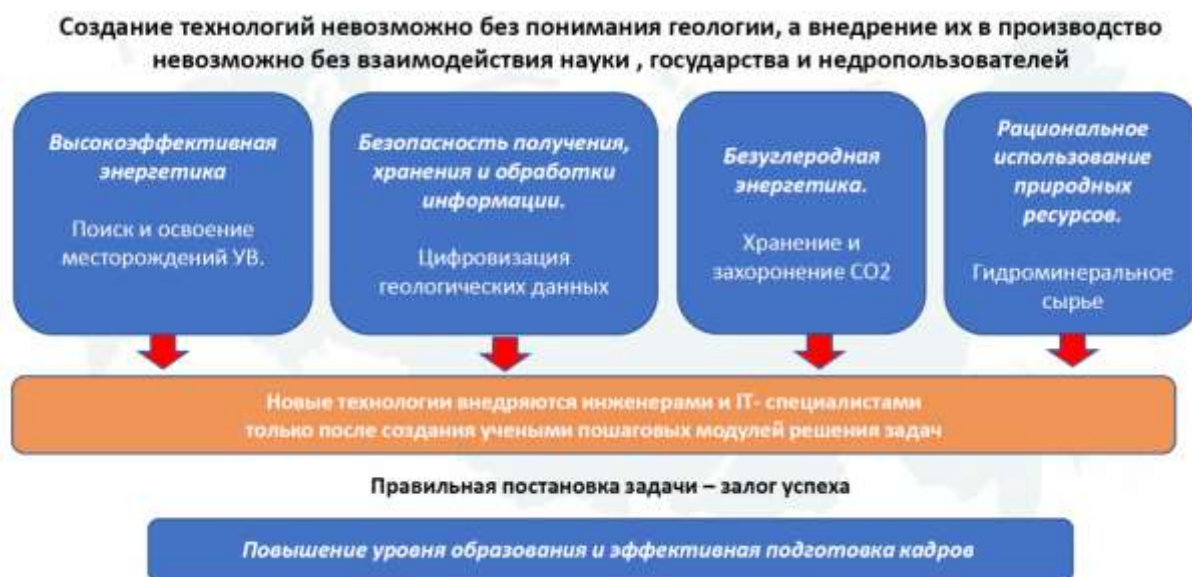 Создание технологий невозможно без понимания геологии, а внедрение их в производство
невозможно без взаимодействия науки , государства и недропользователей
Высокоэффективная
энергетика
Поиск и освоение
месторождений УВ.
Безопасность получения,
хранения и обработки
информации.
Цифровизация
геологических данных
Безуглеродная
энергетика.
Хранение и
захоронение СО2
Рациональное
использование
природных
ресурсов.
Гидроминеральное
сырье
Новые технологии внедряются инженерами и IT- специалистами
только после создания учеными пошаговых модулей решения задач
Правильная постановка задачи – залог успеха
Повышение уровня образования и эффективная подготовка кадров